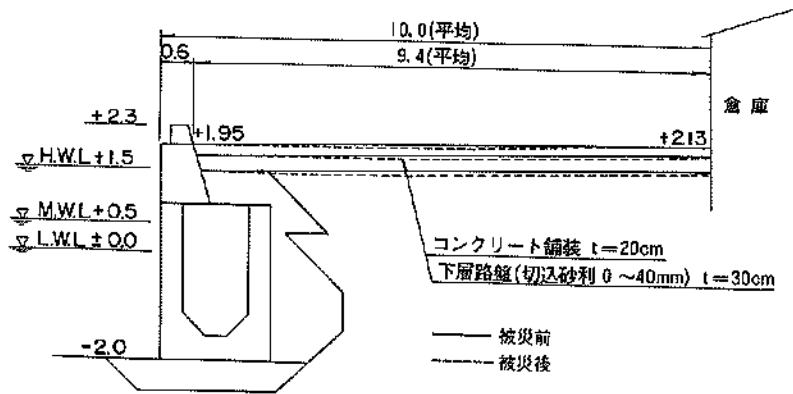 10.0(平均)
0.6
9.4(平均)
倉庫
+2.3
+1.95
+2.13
H.W.L+1.5
M.W.L+0.5
L.W.L±0.0
コンクリート舗装 t=20cm
下層路盤(切込砂利 0～40mm) t=30cm
-2.0
被災前
被災後